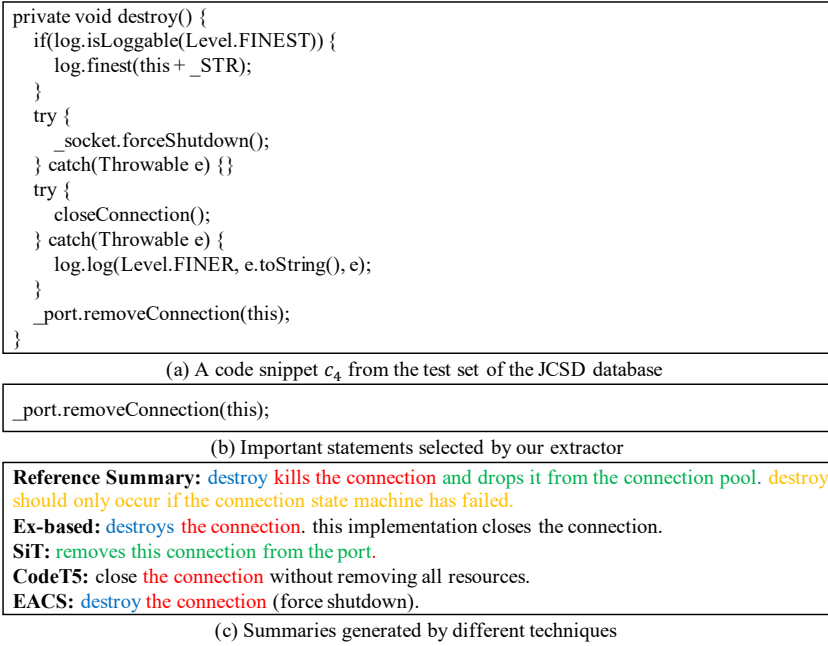 private void destroy() {
if(log.isLoggable(Level.FINEST)) {
log.finest(this + _STR);
}
try {
_socket.forceShutdown();
} catch(Throwable e) {}
try {
closeConnection();
} catch(Throwable e) {
log.log(Level.FINER, e.toString(), e);
}
_port.removeConnection(this);
}
(a) A code snippet c₄ from the test set of the JCSD database
_port.removeConnection(this);
(b) Important statements selected by our extractor
Reference Summary: destroy kills the connection and drops it from the connection pool. destroy
should only occur if the connection state machine has failed.
Ex-based: destroys the connection. this implementation closes the connection.
SiT: removes this connection from the port.
CodeT5: close the connection without removing all resources.
EACS: destroy the connection (force shutdown).
(c) Summaries generated by different techniques